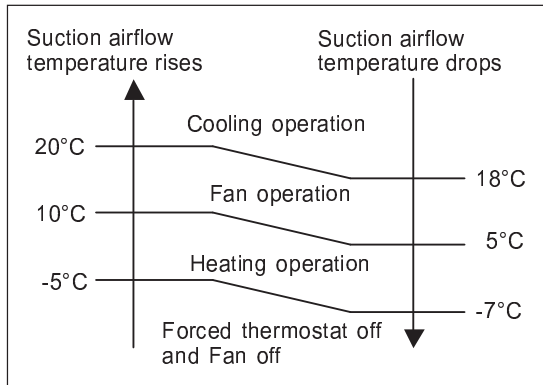 Suction airflow
temperature rises
Suction airflow
temperature drops
Cooling operation
20°C
18°C
Fan operation
10°C
5°C
Heating operation
-5°C
-7°C
Forced thermostat off
and Fan off